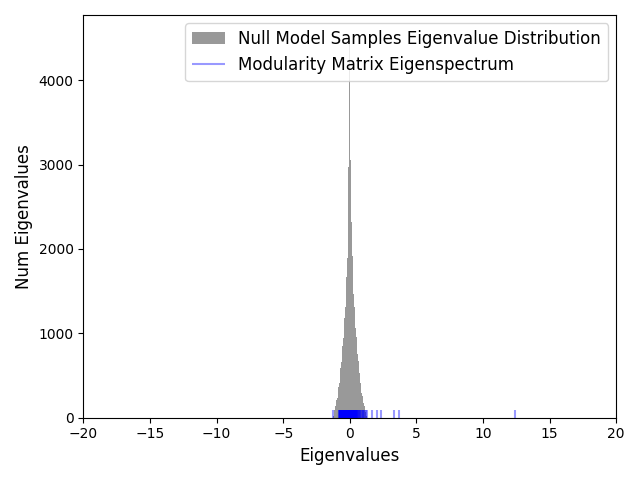 Null Model Samples Eigenvalue Distribution
Modularity Matrix Eigenspectrum
Num Eigenvalues
4000
3000
2000
1000
0
−20 −15 −10 −5 0 5 10 15 20
Eigenvalues